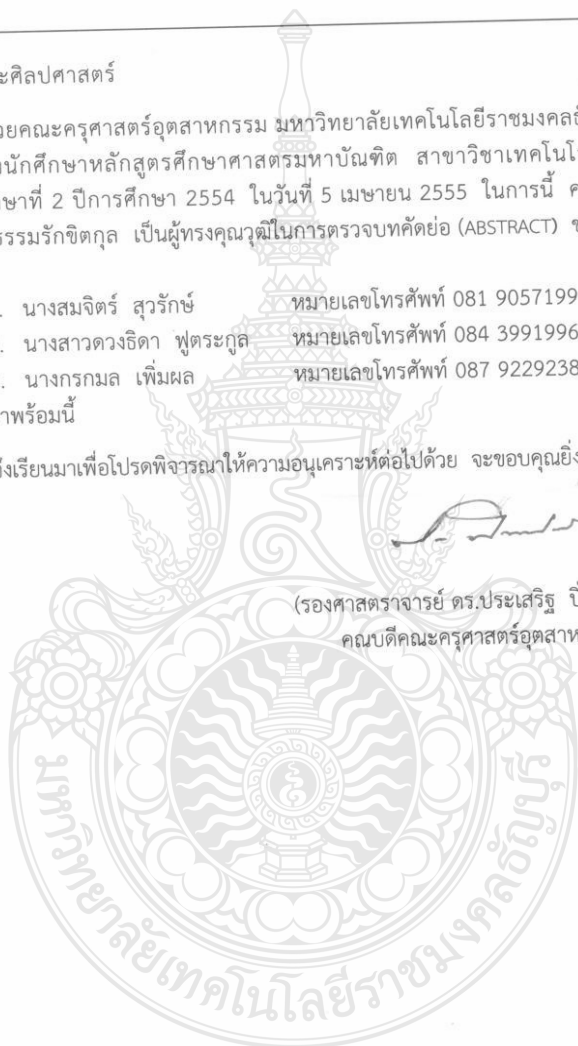 ะศิลปศาสตร์
วยคณะครุศาสตร์อุตสาหกรรม มหาวิทยาลัยเทคโนโลยีราชมงคลธั
นักศึกษาหลักสูตรศึกษาศาสตรมหาบัณฑิต สาขาวิชาเทคโนโ
ษาที่ 2 ปีการศึกษา 2554 ในวันที่ 5 เมษายน 2555 ในการนี้ ค
ธรรมรักขิตกุล เป็นผู้ทรงคุณวุฒิในการตรวจบทคัดย่อ (ABSTRACT) ข
. นางสมจิตร์ สุวรักษ์ หมายเลขโทรศัพท์ 081 9057199
. นางสาวดวงธิดา ฟูตระกูล หมายเลขโทรศัพท์ 084 3991996
. นางกรกมล เพิ่มผล หมายเลขโทรศัพท์ 087 9229238
าพร้อมนี้
ึงเรียนมาเพื่อโปรดพิจารณาให้ความอนุเคราะห์ต่อไปด้วย จะขอบคุณยิ่ง
(รองศาสตราจารย์ ดร.ประเสริฐ ปิ
คณบดีคณะครุศาสตร์อุตสาห
มหาวิทยาลัยเทคโนโลยีราชมงคลธัญบุรี